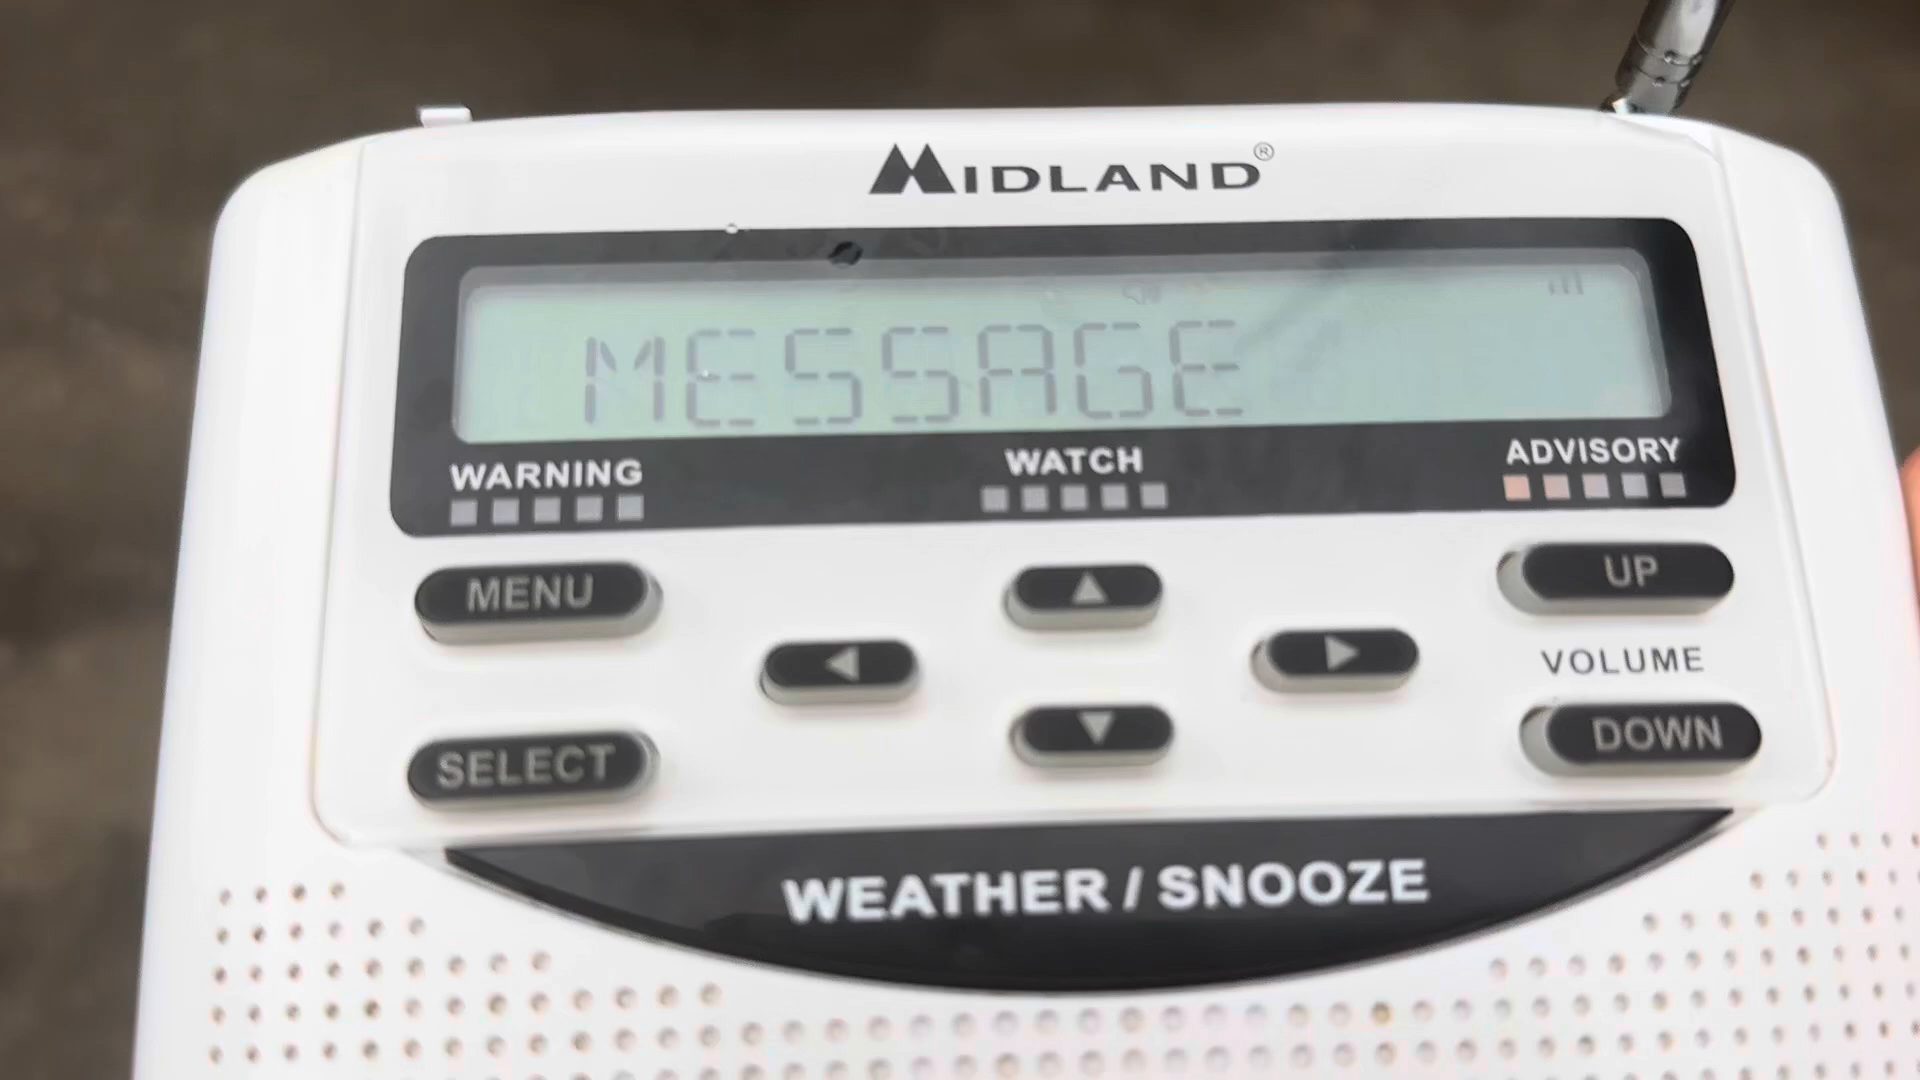 MIDLAND®
MESSAGE
WARNING
WATCH
ADVISORY
MENU
UP
VOLUME
SELECT
DOWN
WEATHER / SNOOZE